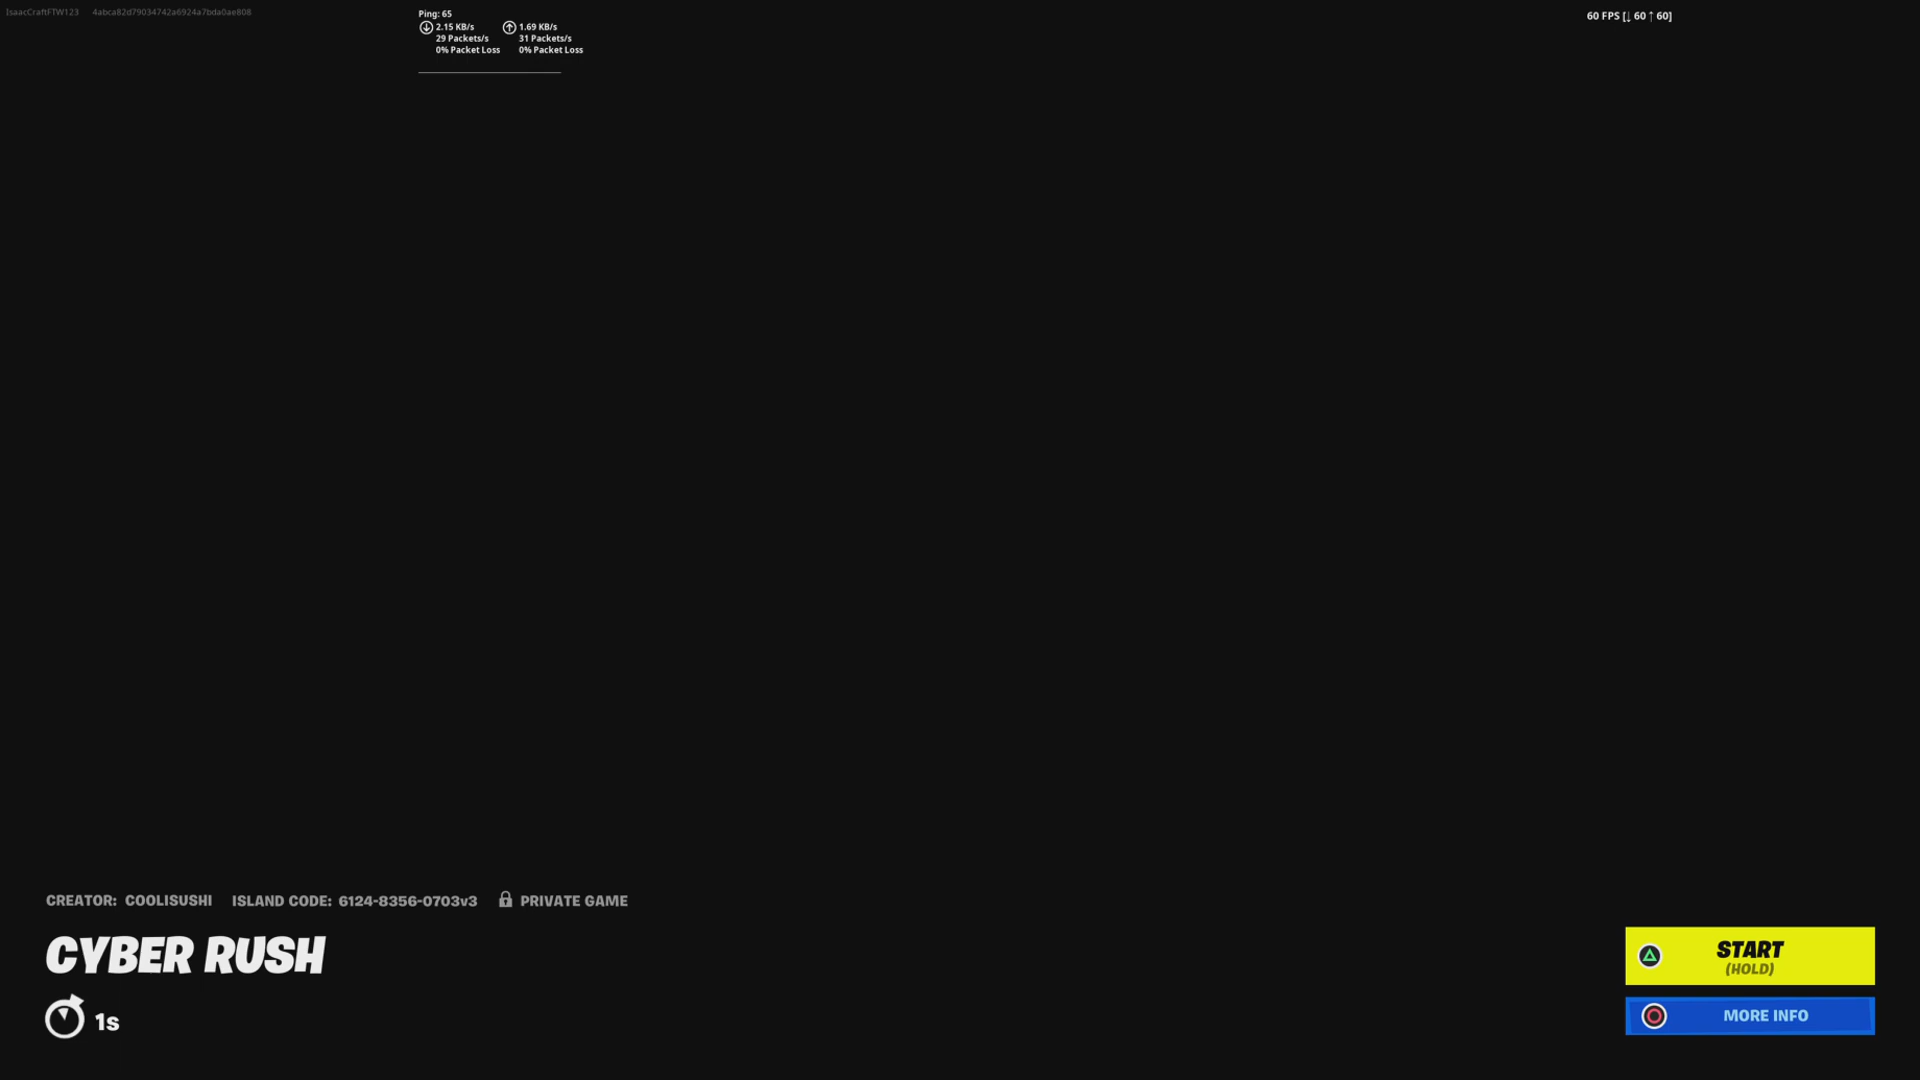 IsaacCraftFTW123 4abca82d79034742a6924a7bda0ae808
Ping: 65
2.15 KB/s 1.69 KB/s
29 Packets/s 31 Packets/s
0% Packet Loss 0% Packet Loss
60 FPS [↓ 60 ↑ 60]
CREATOR: COOLISUSHI ISLAND CODE: 6124-8356-0703v3 PRIVATE GAME
CYBER RUSH
1s
START
(HOLD)
MORE INFO